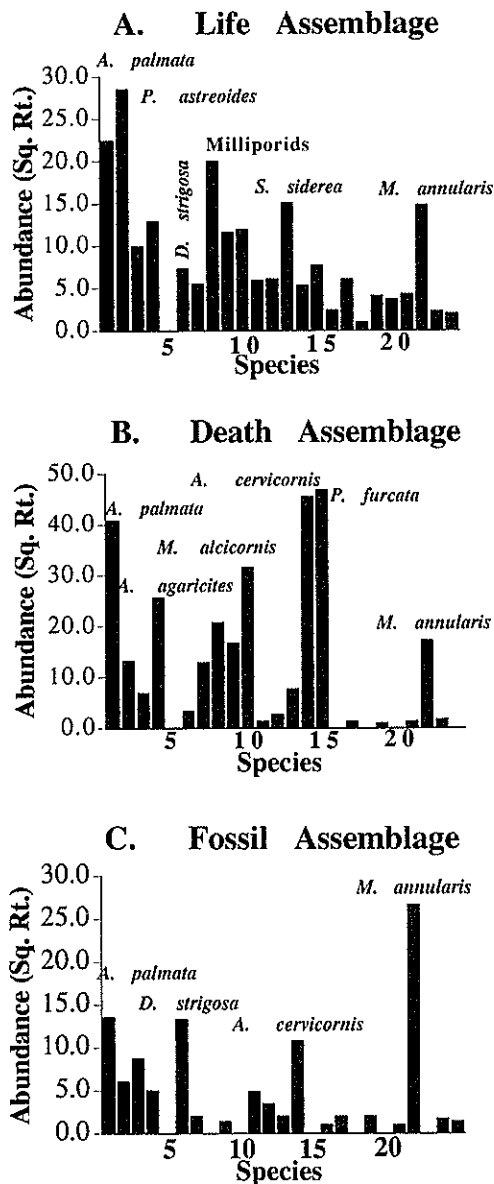 A. Life Assemblage
A. palmata
P. astreoides
Milliporids
D. strigosa
S. siderea
M. annularis
Abundance (Sq. Rt.)
30.0
25.0
20.0
15.0
10.0
5.0
0.0
5 10 15 20
Species
B. Death Assemblage
A. cervicornis
A. palmata
P. furcata
M. alcicornis
A. agaricites
M. annularis
Abundance (Sq. Rt.)
50.0
40.0
30.0
20.0
10.0
0.0
5 10 15 20
Species
C. Fossil Assemblage
M. annularis
A. palmata
D. strigosa
A. cervicornis
Abundance (Sq. Rt.)
30.0
25.0
20.0
15.0
10.0
5.0
0.0
5 10 15 20
Species